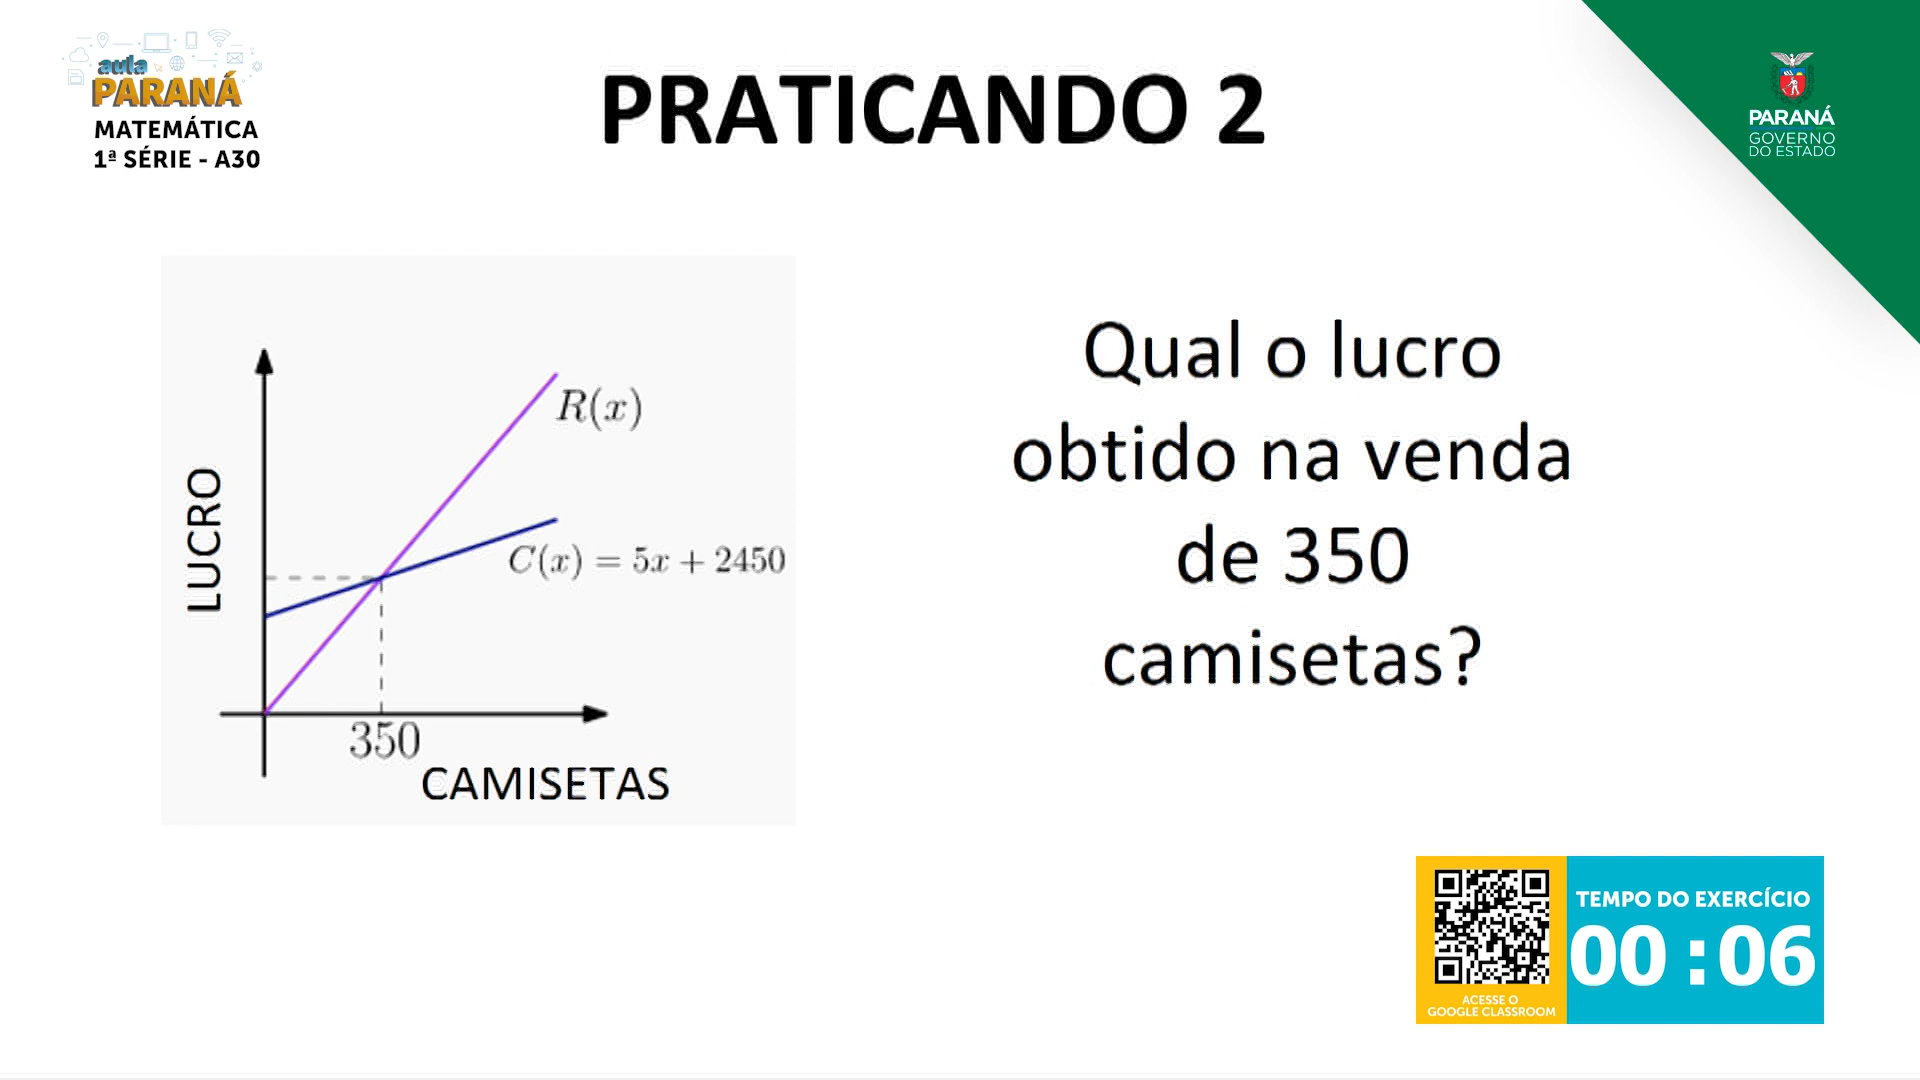 aula
PARANÁ
MATEMÁTICA
1ª SÉRIE - A30
PRATICANDO 2
PARANÁ
GOVERNO
DO ESTADO
LUCRO
R(x)
C(x) = 5x + 2450
350
CAMISETAS
Qual o lucro
obtido na venda
de 350
camisetas?
ACESSE O
GOOGLE CLASSROOM
TEMPO DO EXERCÍCIO
00 : 06